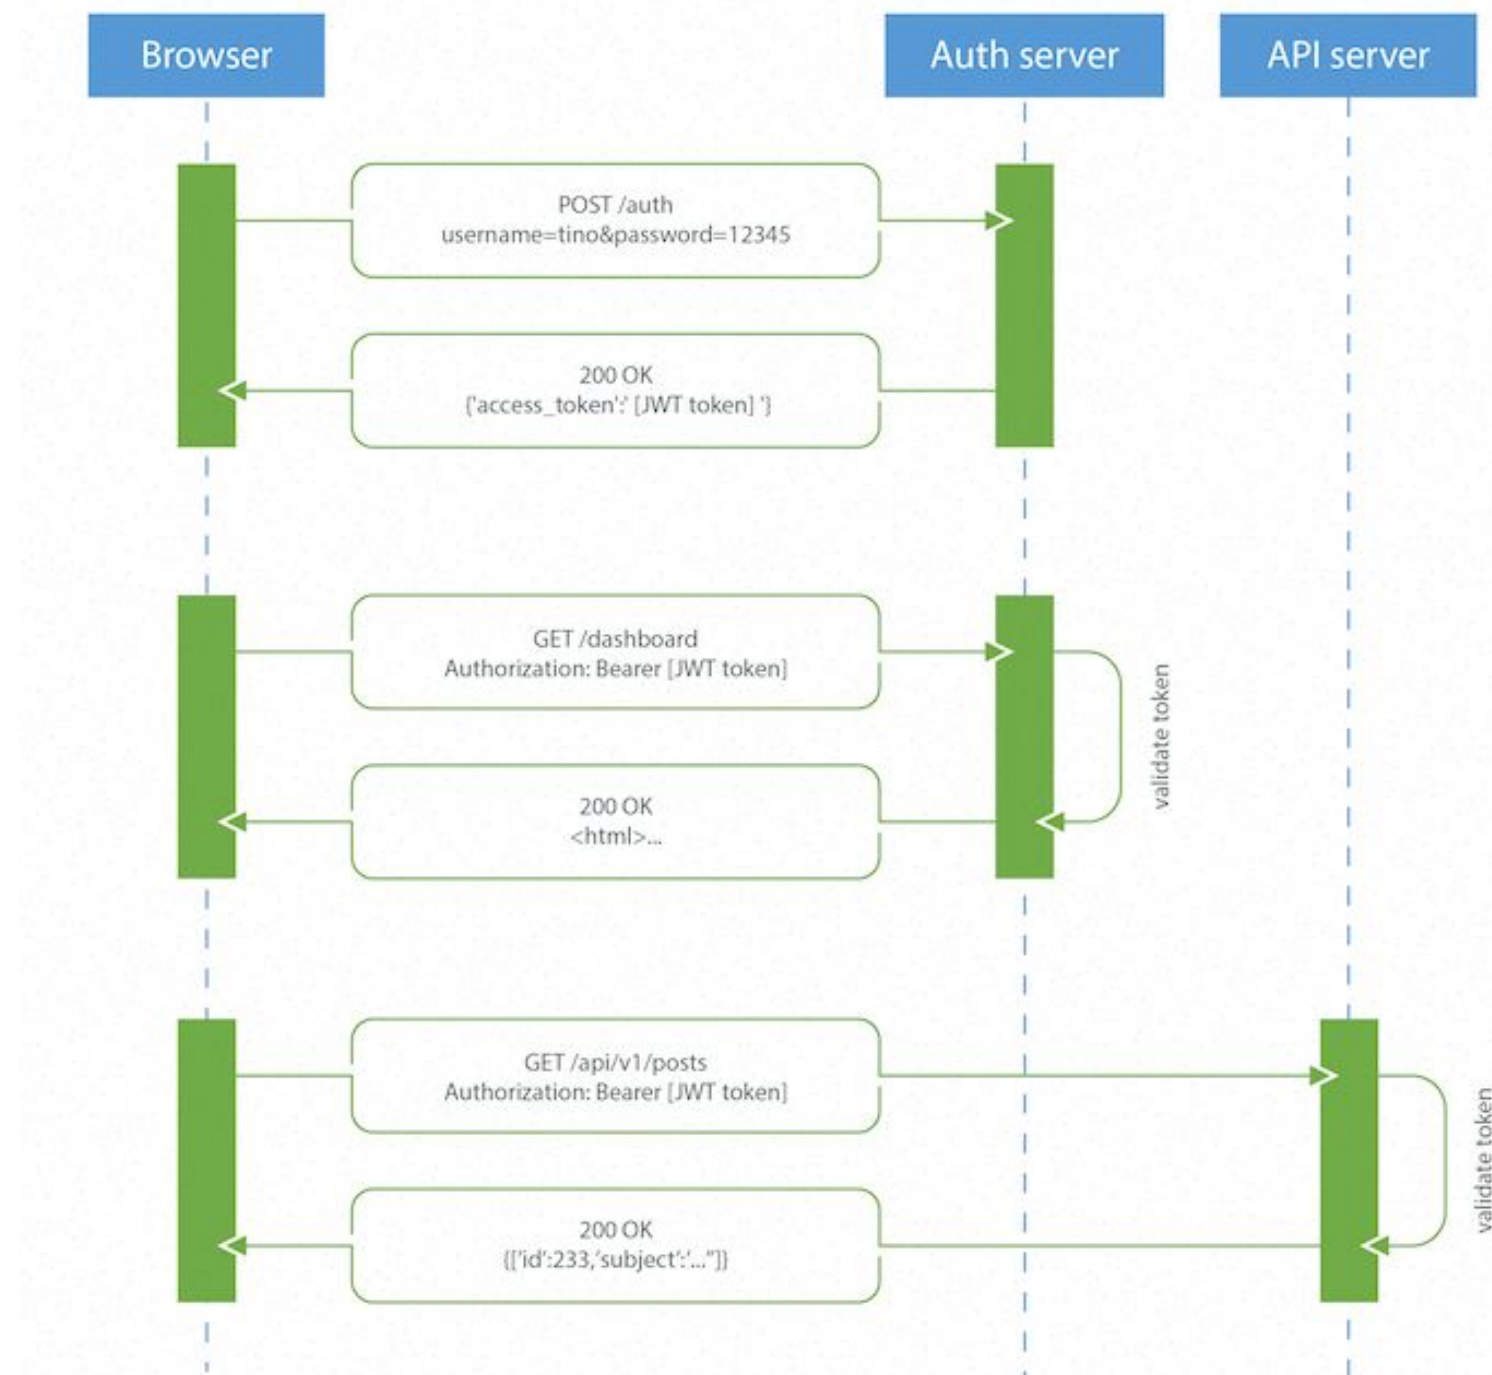 Browser
Auth server
API server
POST /auth
username=tino&password=12345
200 OK
{'access_token':' [JWT token] '}
GET /dashboard
Authorization: Bearer [JWT token]
validate token
200 OK
<html>...
GET /api/v1/posts
Authorization: Bearer [JWT token]
validate token
200 OK
{['id':233,'subject':'...'']}